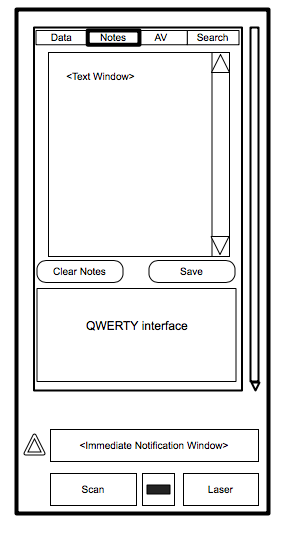 Data Notes AV Search
<Text Window>
Clear Notes Save
QWERTY interface
<Immediate Notification Window>
Scan Laser